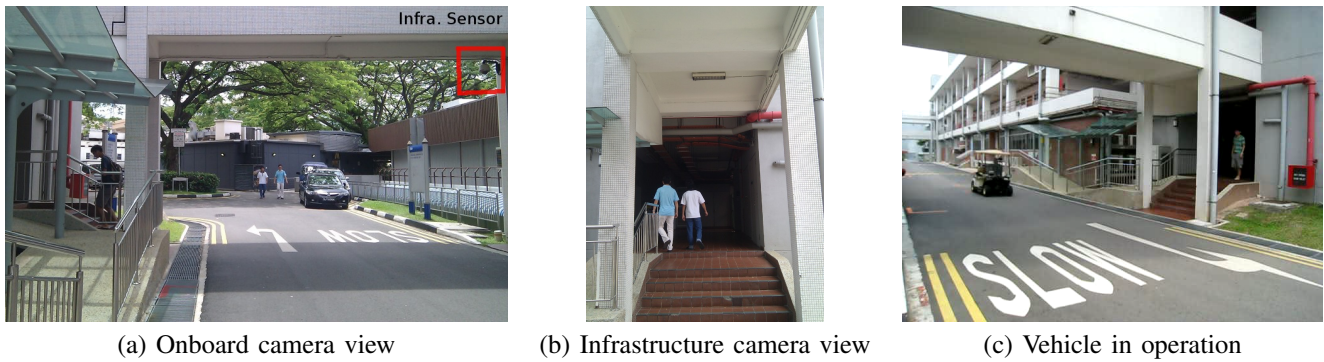 Infra. Sensor
SLOW
SLOW
(a) Onboard camera view
(b) Infrastructure camera view
(c) Vehicle in operation